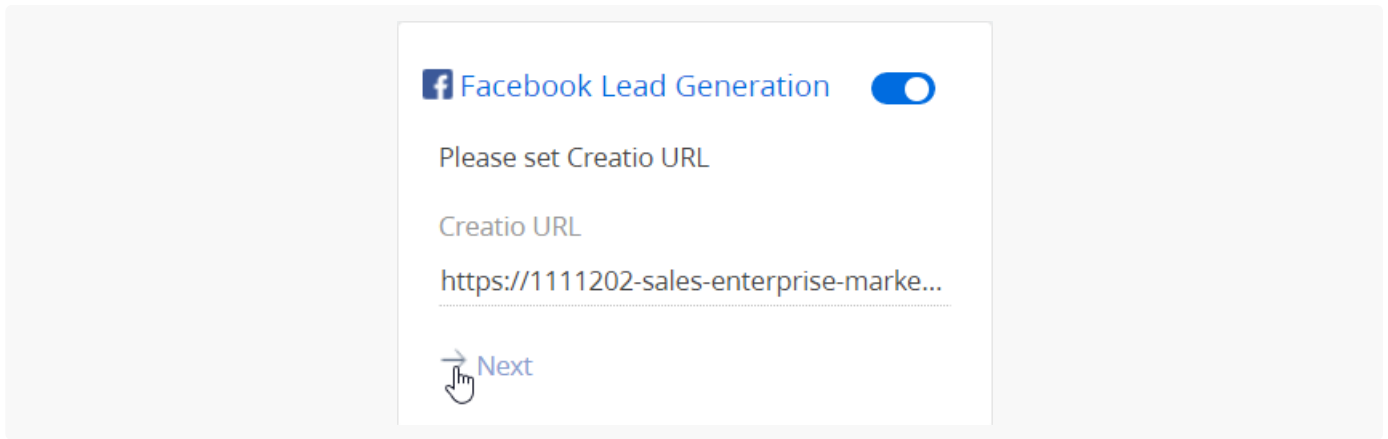 Facebook Lead Generation
Please set Creatio URL
Creatio URL
https://1111202-sales-enterprise-marke...
Next